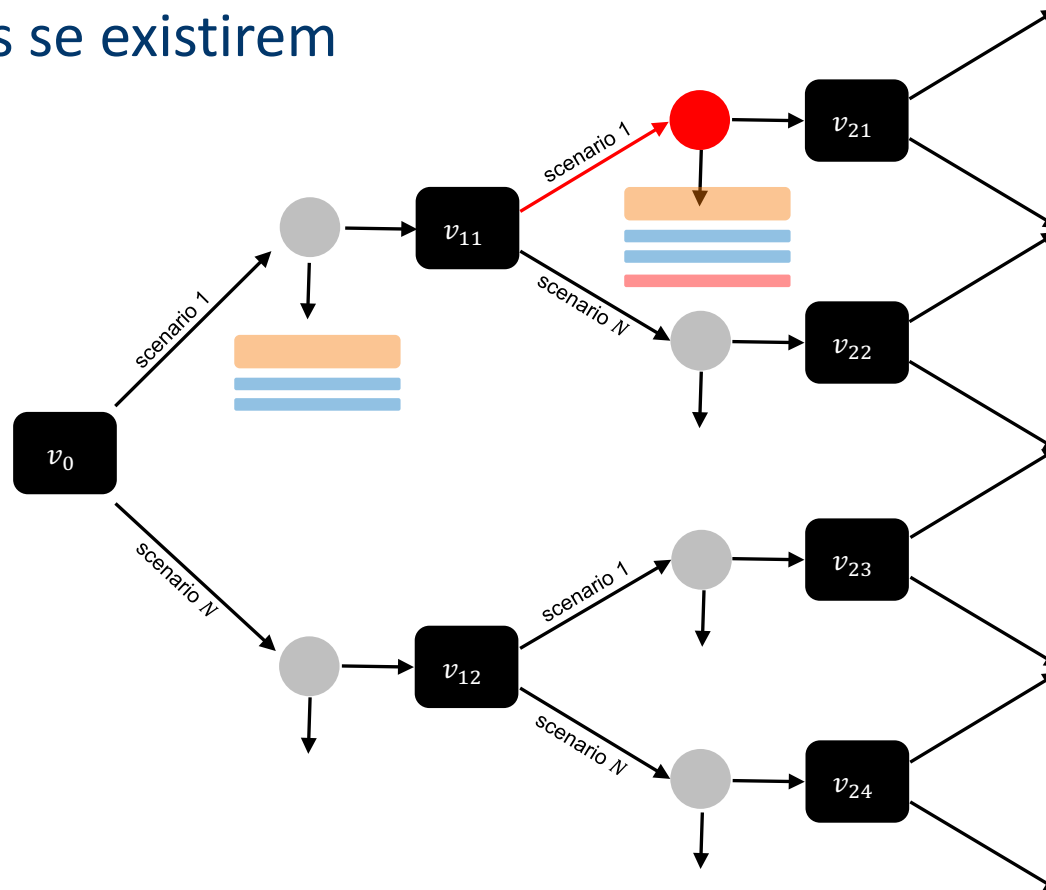 s se existirem
scenario 1
v₂₁
scenario 1
v₁₁
scenario N
v₂₂
v₀
scenario N
scenario 1
v₂₃
v₁₂
scenario N
v₂₄